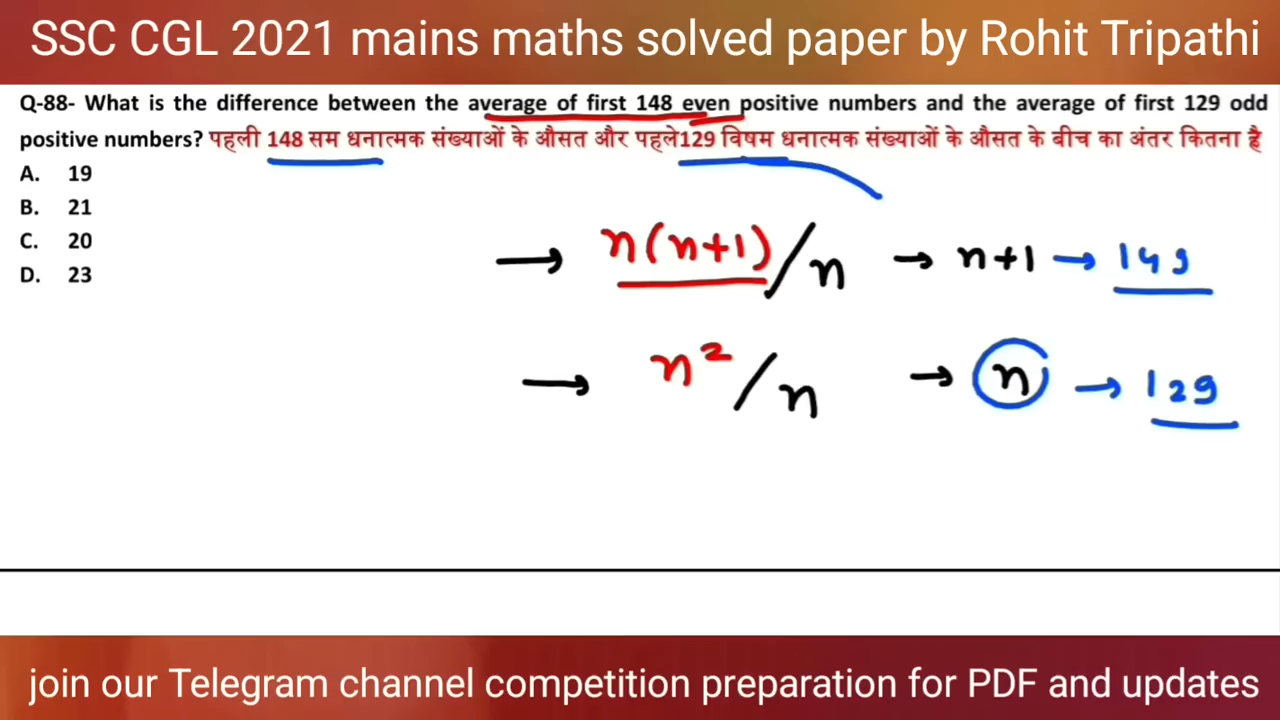 SSC CGL 2021 mains maths solved paper by Rohit Tripathi
Q-88- What is the difference between the average of first 148 even positive numbers and the average of first 129 odd
positive numbers? पहली 148 सम धनात्मक संख्याओं के औसत और पहले129 विषम धनात्मक संख्याओं के औसत के बीच का अंतर कितना है
A. 19
B. 21
C. 20
D. 23
→ n(n+1)/n → n+1 → 149
→ n²/n → n → 129
join our Telegram channel competition preparation for PDF and updates